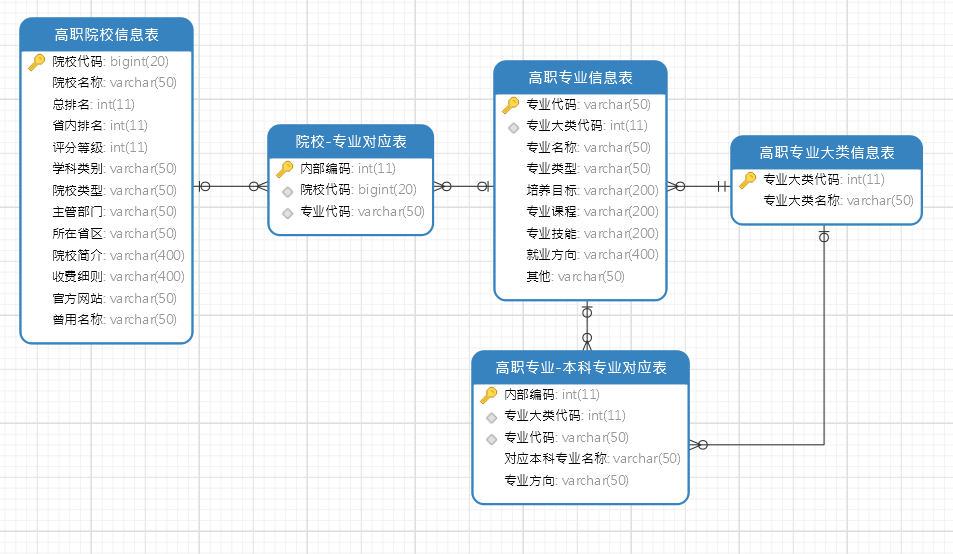 高职院校信息表
院校代码: bigint(20)
院校名称: varchar(50)
总排名: int(11)
省内排名: int(11)
评分等级: int(11)
学科类别: varchar(50)
院校类型: varchar(50)
主管部门: varchar(50)
所在省区: varchar(50)
院校简介: varchar(400)
收费细则: varchar(400)
官方网站: varchar(50)
曾用名称: varchar(50)
院校-专业对应表
内部编码: int(11)
院校代码: bigint(20)
专业代码: varchar(50)
高职专业信息表
专业代码: varchar(50)
专业大类代码: int(11)
专业名称: varchar(50)
专业类型: varchar(50)
培养目标: varchar(200)
专业课程: varchar(200)
专业技能: varchar(200)
就业方向: varchar(400)
其他: varchar(50)
高职专业大类信息表
专业大类代码: int(11)
专业大类名称: varchar(50)
高职专业-本科专业对应表
内部编码: int(11)
专业大类代码: int(11)
专业代码: varchar(50)
对应本科专业名称: varchar(50)
专业方向: varchar(50)